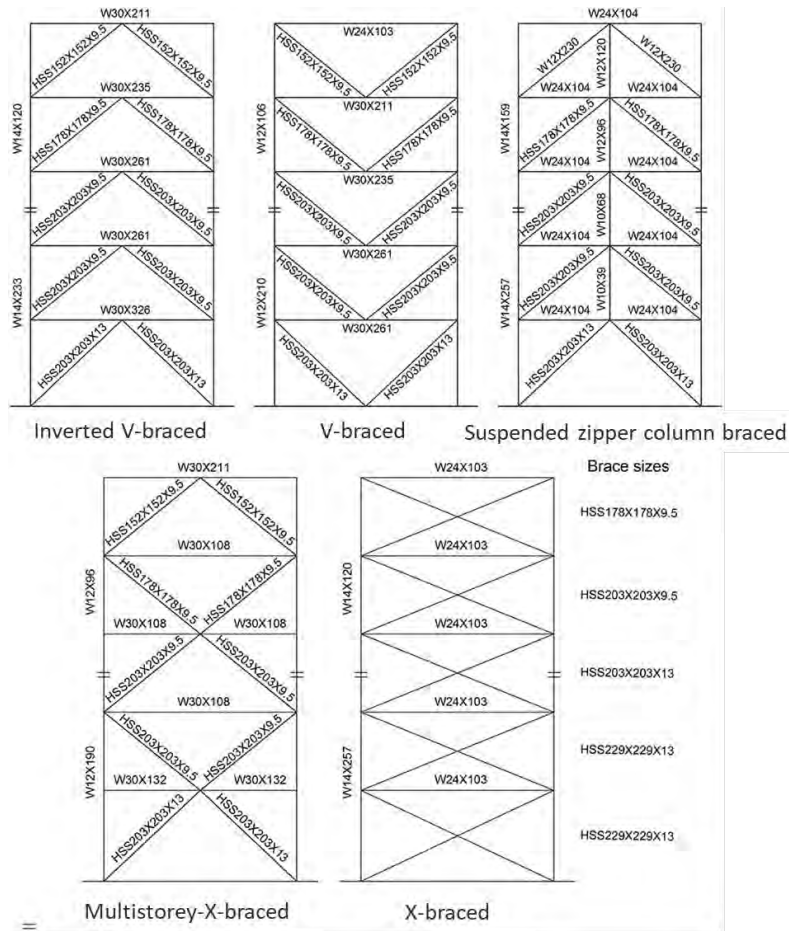 W30X211
HSS152X152X9.5
HSS152X152X9.5
W30X235
W14X120
HSS178X178X9.5
HSS178X178X9.5
W30X261
HSS203X203X9.5
HSS203X203X9.5
W30X261
W14X233
HSS203X203X9.5
HSS203X203X9.5
W30X326
HSS203X203X13
HSS203X203X13
Inverted V-braced
W24X103
HSS152X152X9.5
HSS152X152X9.5
W30X211
W12X106
HSS178X178X9.5
HSS178X178X9.5
W30X235
HSS203X203X9.5
HSS203X203X9.5
W30X261
W12X210
HSS203X203X9.5
HSS203X203X9.5
W30X261
HSS203X203X13
HSS203X203X13
V-braced
W24X104
W12X230
W12X120
W12X230
W24X104
W24X104
W14X159
HSS178X178X9.5
W12X96
HSS178X178X9.5
W24X104
W24X104
HSS203X203X9.5
W10X68
HSS203X203X9.5
W24X104
W24X104
W14X257
HSS203X203X9.5
W10X39
HSS203X203X9.5
W24X104
W24X104
HSS203X203X13
HSS203X203X13
Suspended zipper column braced
W30X211
HSS152X152X9.5
HSS152X152X9.5
W30X108
W12X96
HSS178X178X9.5
HSS178X178X9.5
W30X108
W30X108
HSS203X203X9.5
HSS203X203X9.5
W30X108
W12X190
HSS203X203X9.5
HSS203X203X9.5
W30X132
W30X132
HSS203X203X13
HSS203X203X13
Multistorey-X-braced
W24X103
W24X103
W14X120
W24X103
W24X103
W14X257
W24X103
X-braced
Brace sizes
HSS178X178X9.5
HSS203X203X9.5
HSS203X203X13
HSS229X229X13
HSS229X229X13